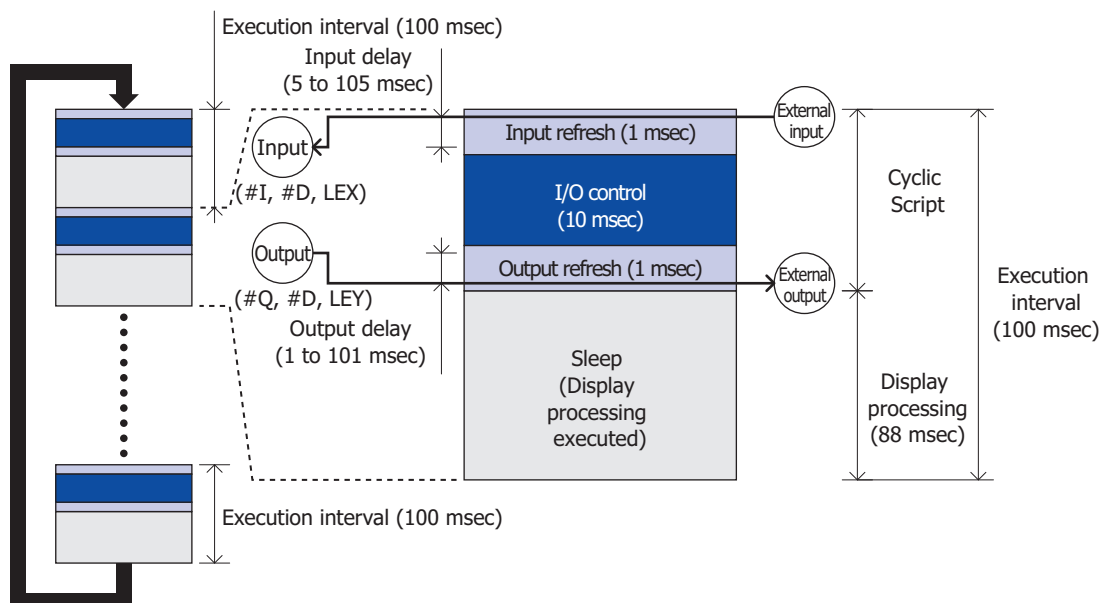 Execution interval (100 msec)
Input delay
(5 to 105 msec)
Input
(#I, #D, LEX)
Output
(#Q, #D, LEY)
Output delay
(1 to 101 msec)
Execution interval (100 msec)
Input refresh (1 msec)
I/O control
(10 msec)
Output refresh (1 msec)
Sleep
(Display
processing
executed)
External
input
External
output
Cyclic
Script
Display
processing
(88 msec)
Execution
interval
(100 msec)